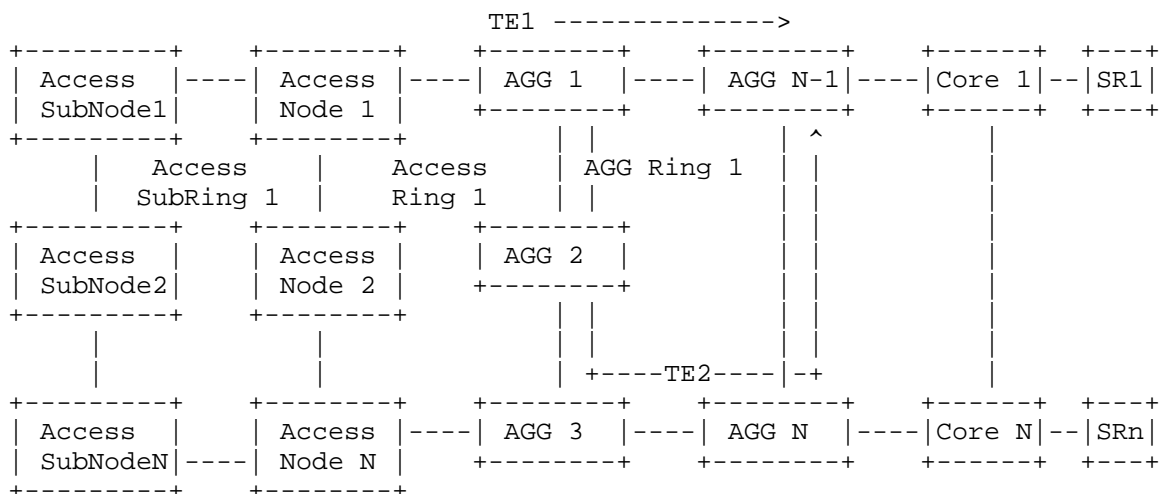 TE1 -------------->
+---------+    +--------+    +--------+    +--------+    +------+  +---+
| Access  |----| Access |----| AGG 1  |----| AGG N-1|----|Core 1|--|SR1|
| SubNode1|    | Node 1 |    +--------+    +--------+    +------+  +---+
+---------+    +--------+          | |            | ^          |
     |   Access      |    Access   | | AGG Ring 1 | |          |
     |  SubRing 1    |    Ring 1   | |            | |          |
+---------+    +--------+    +--------+           | |          |
| Access  |    | Access |    | AGG 2  |           | |          |
| SubNode2|    | Node 2 |    +--------+           | |          |
+---------+    +--------+         | |             | |          |
     |              |             | |             | |          |
     |              |             | +----TE2----|-+            |
+---------+    +--------+    +--------+    +--------+    +------+  +---+
| Access  |    | Access |----| AGG 3  |----| AGG N  |----|Core N|--|SRn|
| SubNodeN|----| Node N |    +--------+    +--------+    +------+  +---+
+---------+    +--------+